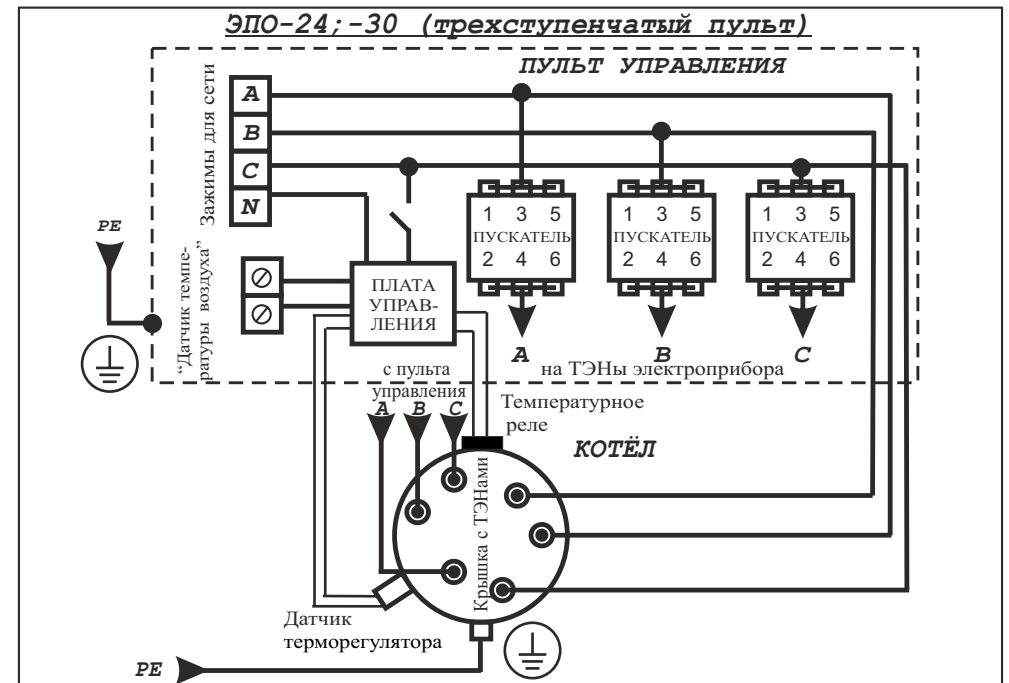 ЭПО-24;-30 (трехступенчатый пульт)
ПУЛЬТ УПРАВЛЕНИЯ
Зажимы для сети
A
B
C
N
PE
“Датчик темпе-
ратуры воздуха”
ПЛАТА
УПРАВ-
ЛЕНИЯ
1 3 5
ПУСКАТЕЛЬ
2 4 6
1 3 5
ПУСКАТЕЛЬ
2 4 6
1 3 5
ПУСКАТЕЛЬ
2 4 6
A
B
C
на ТЭНы электроприбора
с пульта
управления
A B C
Температурное
реле
КОТЁЛ
Крышка с ТЭНами
Датчик
терморегулятора
PE